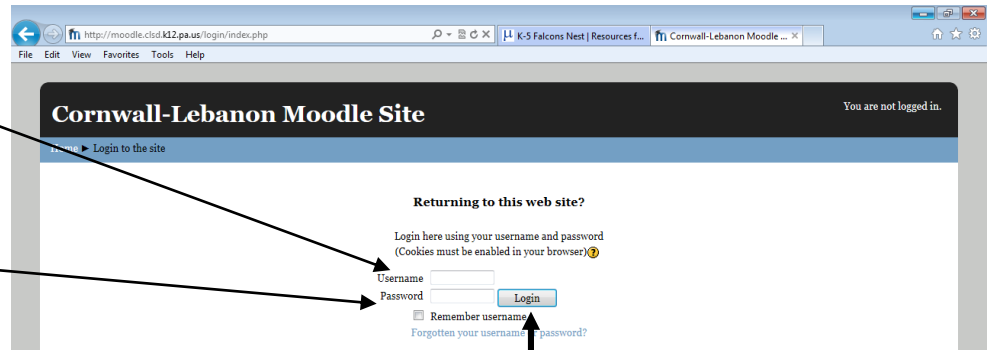 http://moodle.clsd.k12.pa.us/login/index.php
K-5 Falcons Nest | Resources f...
Cornwall-Lebanon Moodle ...
File Edit View Favorites Tools Help
Cornwall-Lebanon Moodle Site
You are not logged in.
Home ► Login to the site
Returning to this web site?
Login here using your username and password
(Cookies must be enabled in your browser)
Username
Password
Login
Remember username
Forgotten your username or password?